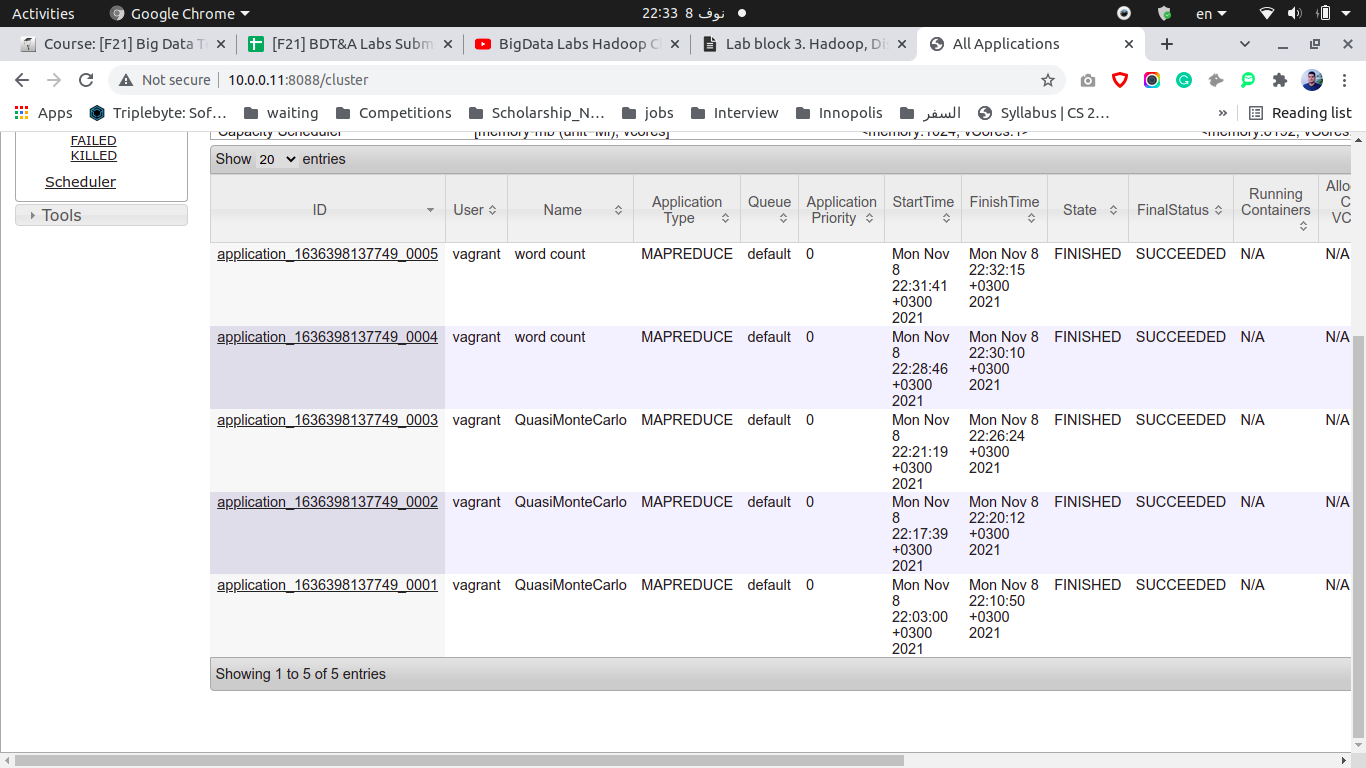 Activities Google Chrome 22:33 8 نوف en
Course: [F21] Big Data T [F21] BDT&A Labs Subm BigData Labs Hadoop C Lab block 3. Hadoop, Di All Applications
Not secure 10.0.0.11:8088/cluster
Apps Triplebyte: Sof... waiting Competitions Scholarship_N... jobs Interview Innopolis السفر Syllabus | CS 2... » Reading list
Capacity Scheduler [memory-mb (unit=Mi), vcores] <memory:1024, vCores:1>
FAILED
KILLED
Scheduler
Tools
Show 20 entries
ID User Name Application Type Queue Application Priority StartTime FinishTime State FinalStatus Running Containers
application_1636398137749_0005 vagrant word count MAPREDUCE default 0 Mon Nov 8 22:31:41 +0300 2021 Mon Nov 8 22:32:15 +0300 2021 FINISHED SUCCEEDED N/A N/A
application_1636398137749_0004 vagrant word count MAPREDUCE default 0 Mon Nov 8 22:28:46 +0300 2021 Mon Nov 8 22:30:10 +0300 2021 FINISHED SUCCEEDED N/A N/A
application_1636398137749_0003 vagrant QuasiMonteCarlo MAPREDUCE default 0 Mon Nov 8 22:21:19 +0300 2021 Mon Nov 8 22:26:24 +0300 2021 FINISHED SUCCEEDED N/A N/A
application_1636398137749_0002 vagrant QuasiMonteCarlo MAPREDUCE default 0 Mon Nov 8 22:17:39 +0300 2021 Mon Nov 8 22:20:12 +0300 2021 FINISHED SUCCEEDED N/A N/A
application_1636398137749_0001 vagrant QuasiMonteCarlo MAPREDUCE default 0 Mon Nov 8 22:03:00 +0300 2021 Mon Nov 8 22:10:50 +0300 2021 FINISHED SUCCEEDED N/A N/A
Showing 1 to 5 of 5 entries